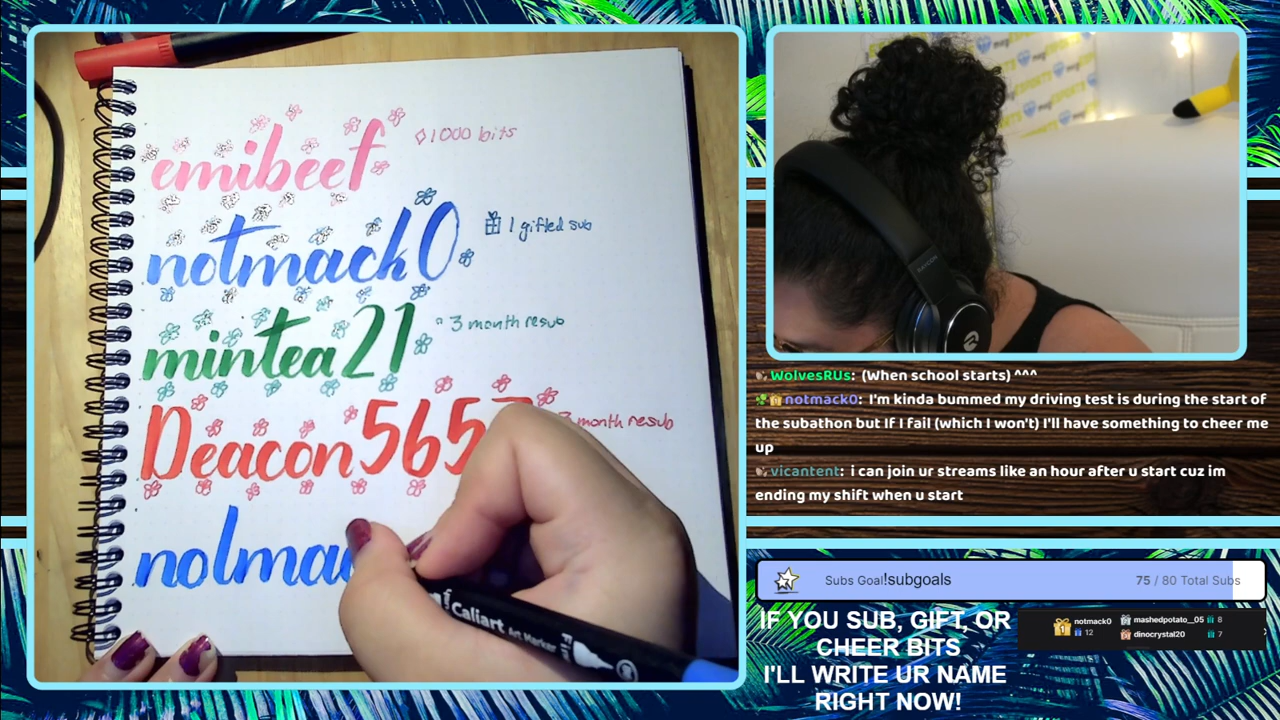 emibeef
1000 bits
notmack0
1 gifted sub
mintea21
3 month resub
Deacon565
3 month resub
nolma
Caliart
Art Marker
WolvesRUs: (When school starts) ^^^
notmack0: I'm kinda bummed my driving test is during the start of
the subathon but If I fail (which I won't) I'll have something to cheer me
up
vicantent: i can join ur streams like an hour after u start cuz im
ending my shift when u start
Subs Goal!subgoals
75 / 80 Total Subs
IF YOU SUB, GIFT, OR
CHEER BITS
I'LL WRITE UR NAME
RIGHT NOW!
1 notmack0 12
mashedpotato__05 8
dinocrystal20 7